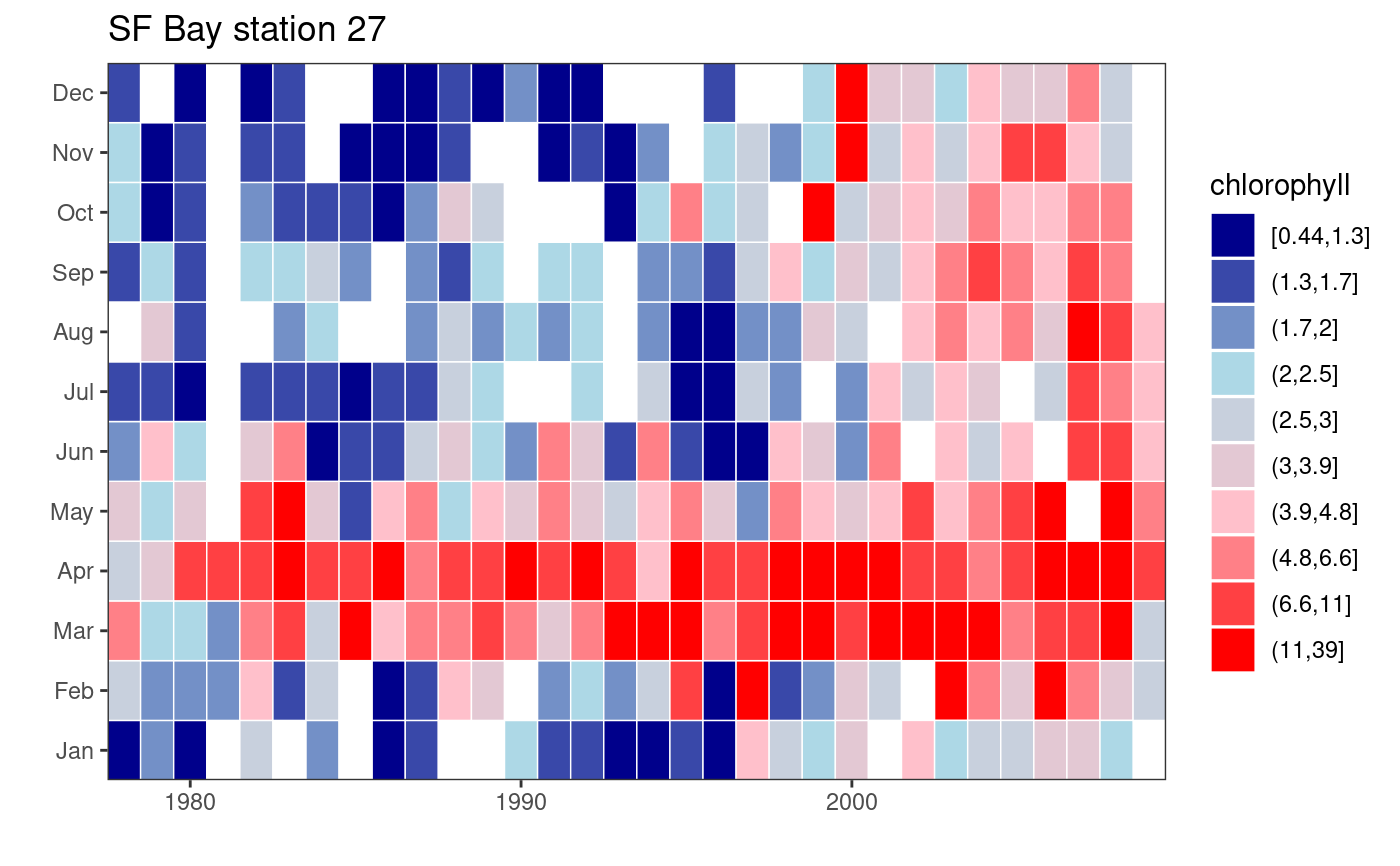 SF Bay station 27
Dec
Nov
Oct
Sep
Aug
Jul
Jun
May
Apr
Mar
Feb
Jan
1980 1990 2000
chlorophyll
[0.44,1.3]
(1.3,1.7]
(1.7,2]
(2,2.5]
(2.5,3]
(3,3.9]
(3.9,4.8]
(4.8,6.6]
(6.6,11]
(11,39]